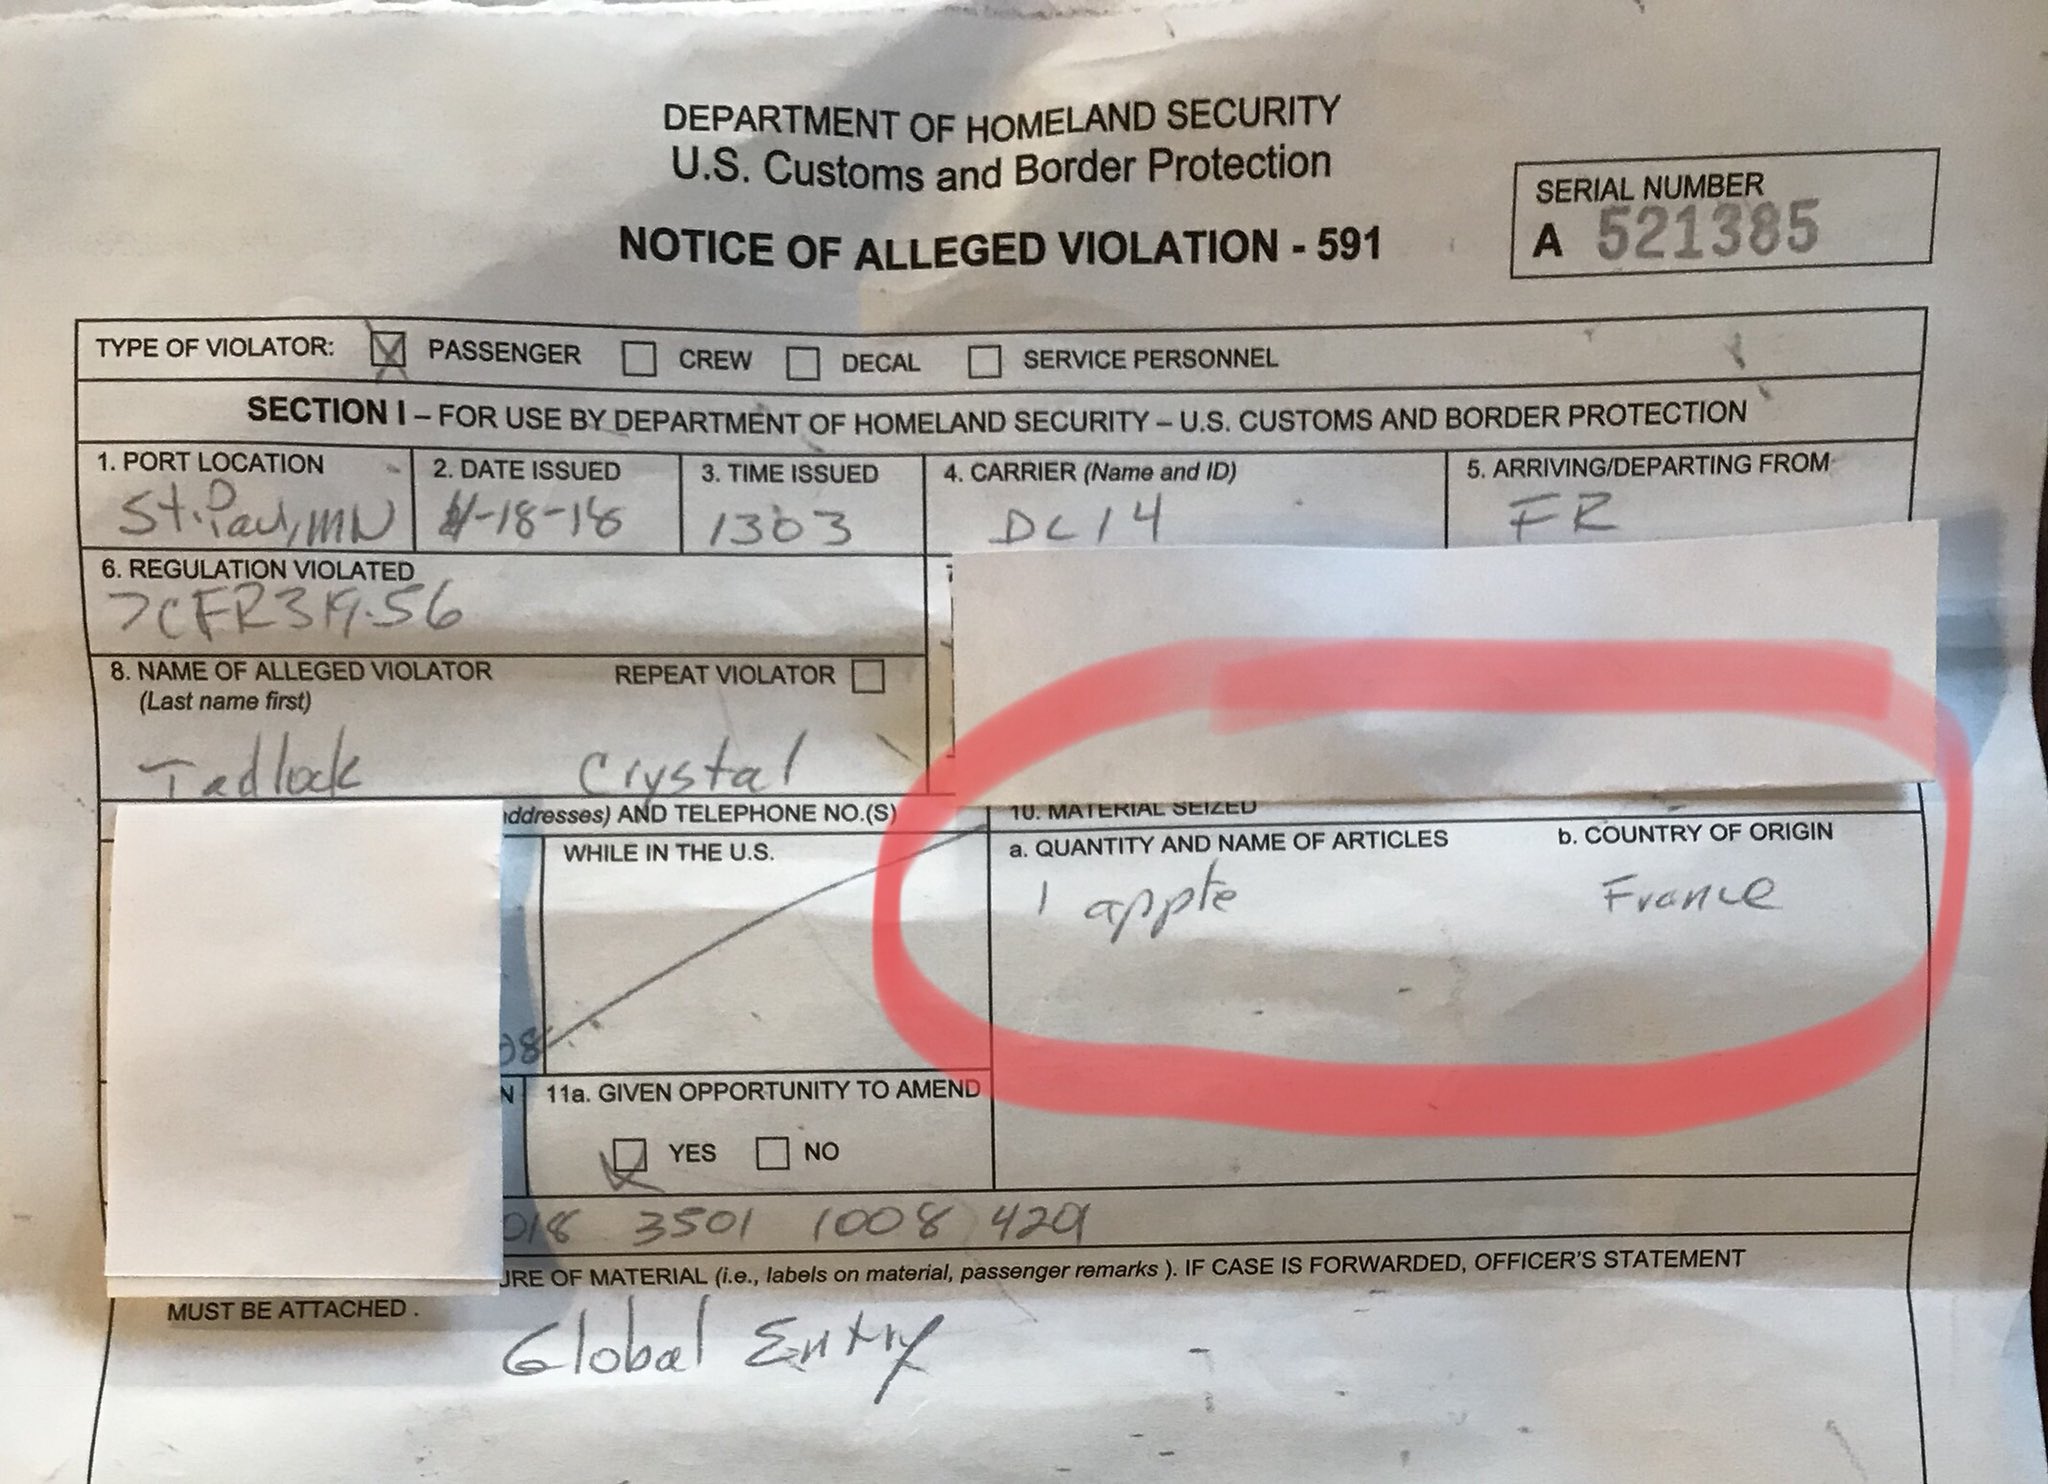 DEPARTMENT OF HOMELAND SECURITY
U.S. Customs and Border Protection
NOTICE OF ALLEGED VIOLATION - 591
SERIAL NUMBER
A 521385
TYPE OF VIOLATOR: PASSENGER CREW DECAL SERVICE PERSONNEL
SECTION I – FOR USE BY DEPARTMENT OF HOMELAND SECURITY – U.S. CUSTOMS AND BORDER PROTECTION
1. PORT LOCATION
St. Paul, MN
2. DATE ISSUED
4-18-18
3. TIME ISSUED
1303
4. CARRIER (Name and ID)
DL14
5. ARRIVING/DEPARTING FROM
FR
6. REGULATION VIOLATED
7CFR319.56
8. NAME OF ALLEGED VIOLATOR REPEAT VIOLATOR
(Last name first)
Tadlock Crystal
addresses) AND TELEPHONE NO.(S)
WHILE IN THE U.S.
10. MATERIAL SEIZED
a. QUANTITY AND NAME OF ARTICLES b. COUNTRY OF ORIGIN
1 apple France
08
N
11a. GIVEN OPPORTUNITY TO AMEND
YES NO
018 3501 1008 429
URE OF MATERIAL (i.e., labels on material, passenger remarks ). IF CASE IS FORWARDED, OFFICER'S STATEMENT
MUST BE ATTACHED .
Global Entry